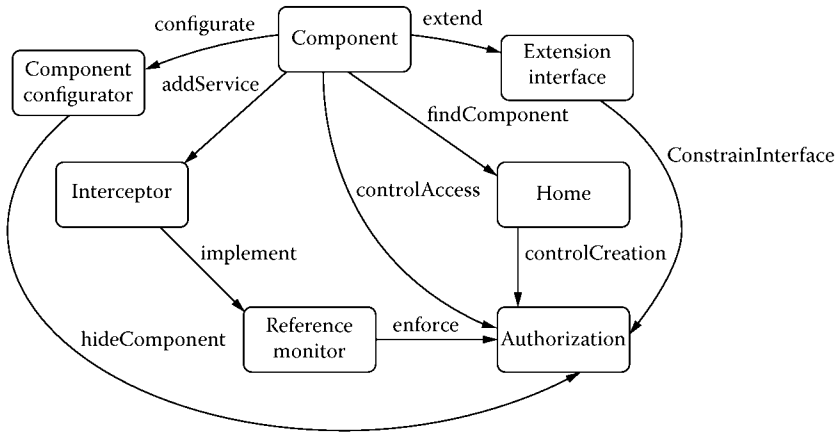 configurate
Component
extend
Component
configurator
addService
Extension
interface
findComponent
ConstrainInterface
Interceptor
controlAccess
Home
implement
controlCreation
hideComponent
Reference
monitor
enforce
Authorization